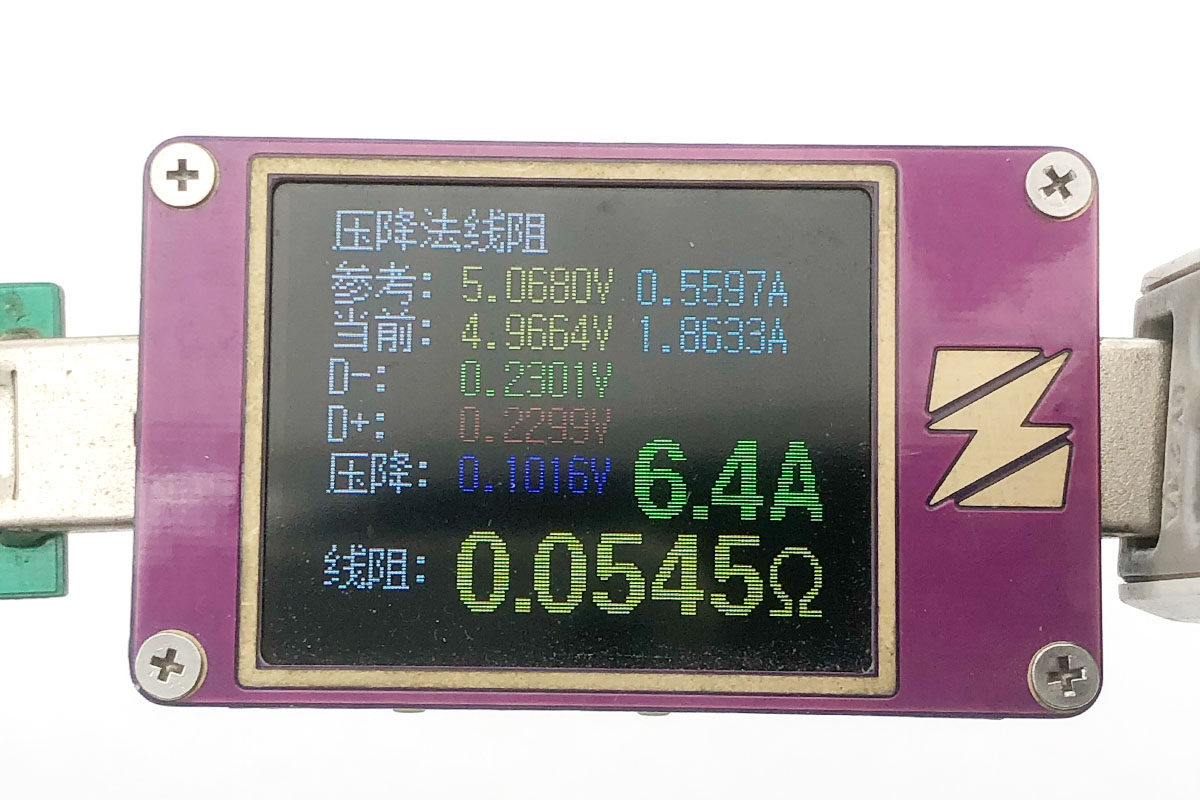 压降法线阻
参考: 5.0680V 0.5597A
当前: 4.9664V 1.8633A
D-: 0.2301V
D+: 0.2299V
压降: 0.1016V 6.4A
线阻: 0.0545Ω